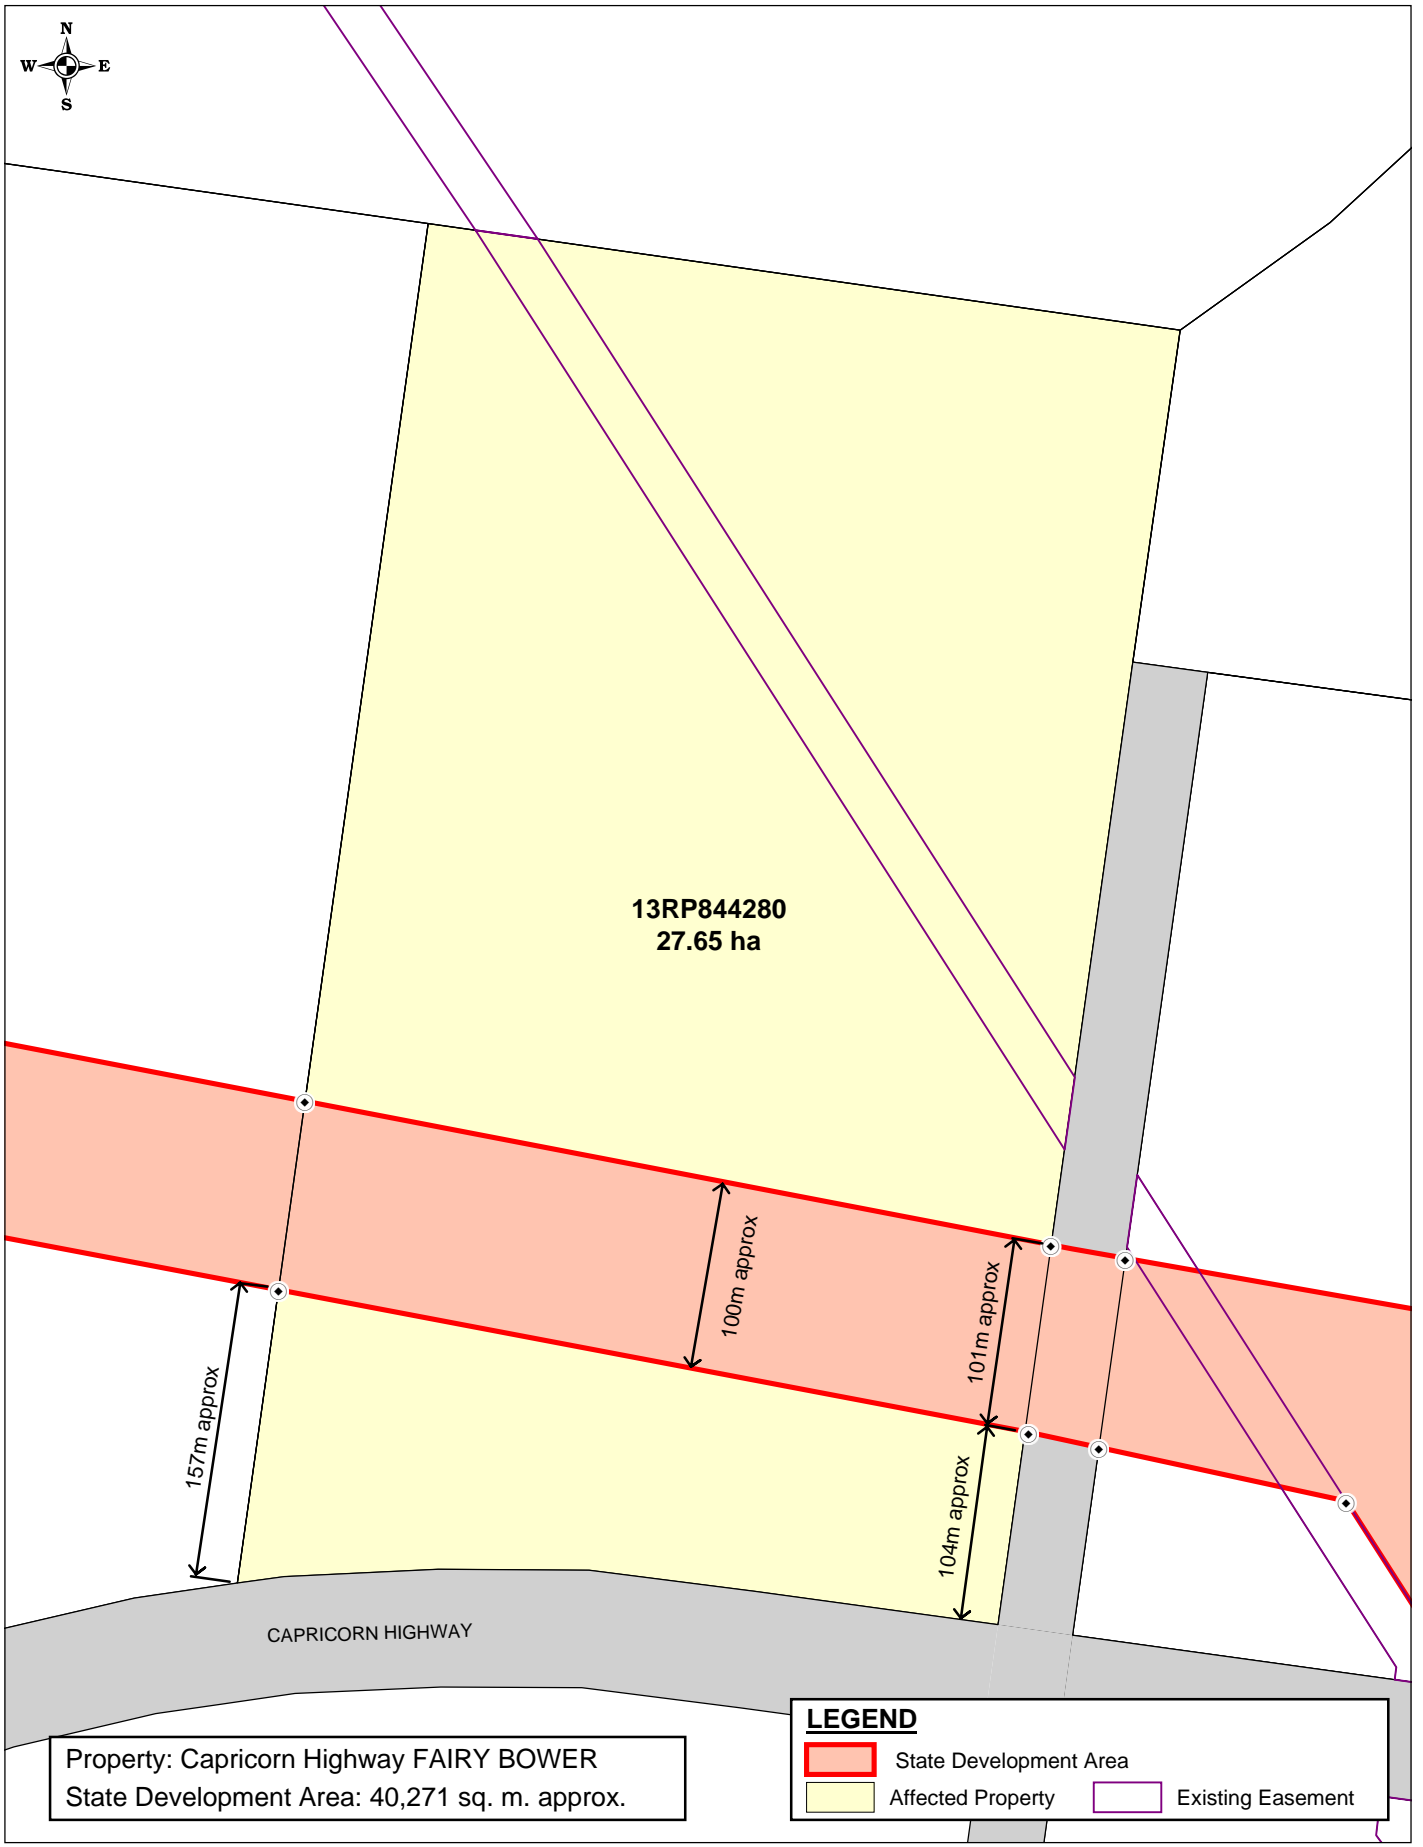 N
W E
S
13RP844280
27.65 ha
100m approx
101m approx
157m approx
104m approx
CAPRICORN HIGHWAY
Property: Capricorn Highway FAIRY BOWER
State Development Area: 40,271 sq. m. approx.
LEGEND
State Development Area
Affected Property
Existing Easement